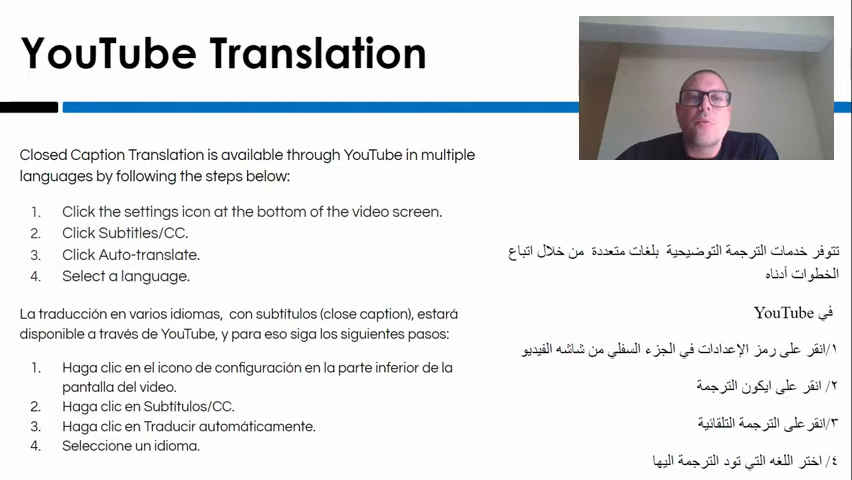 YouTube Translation
Closed Caption Translation is available through YouTube in multiple
languages by following the steps below:
1. Click the settings icon at the bottom of the video screen.
2. Click Subtitles/CC.
3. Click Auto-translate.
4. Select a language.
La traducción en varios idiomas, con subtítulos (close caption), estará
disponible a través de YouTube, y para eso siga los siguientes pasos:
1. Haga clic en el icono de configuración en la parte inferior de la
pantalla del video.
2. Haga clic en Subtítulos/CC.
3. Haga clic en Traducir automáticamente.
4. Seleccione un idioma.
تتوفر خدمات الترجمة التوضيحية بلغات متعددة من خلال اتباع
الخطوات أدناه
في YouTube
١/انقر على رمز الإعدادات في الجزء السفلي من شاشه الفيديو
٢/ انقر على ايكون الترجمة
٣/انقرعلى الترجمة التلقائية
٤/ اختر اللغه التي تود الترجمة اليها